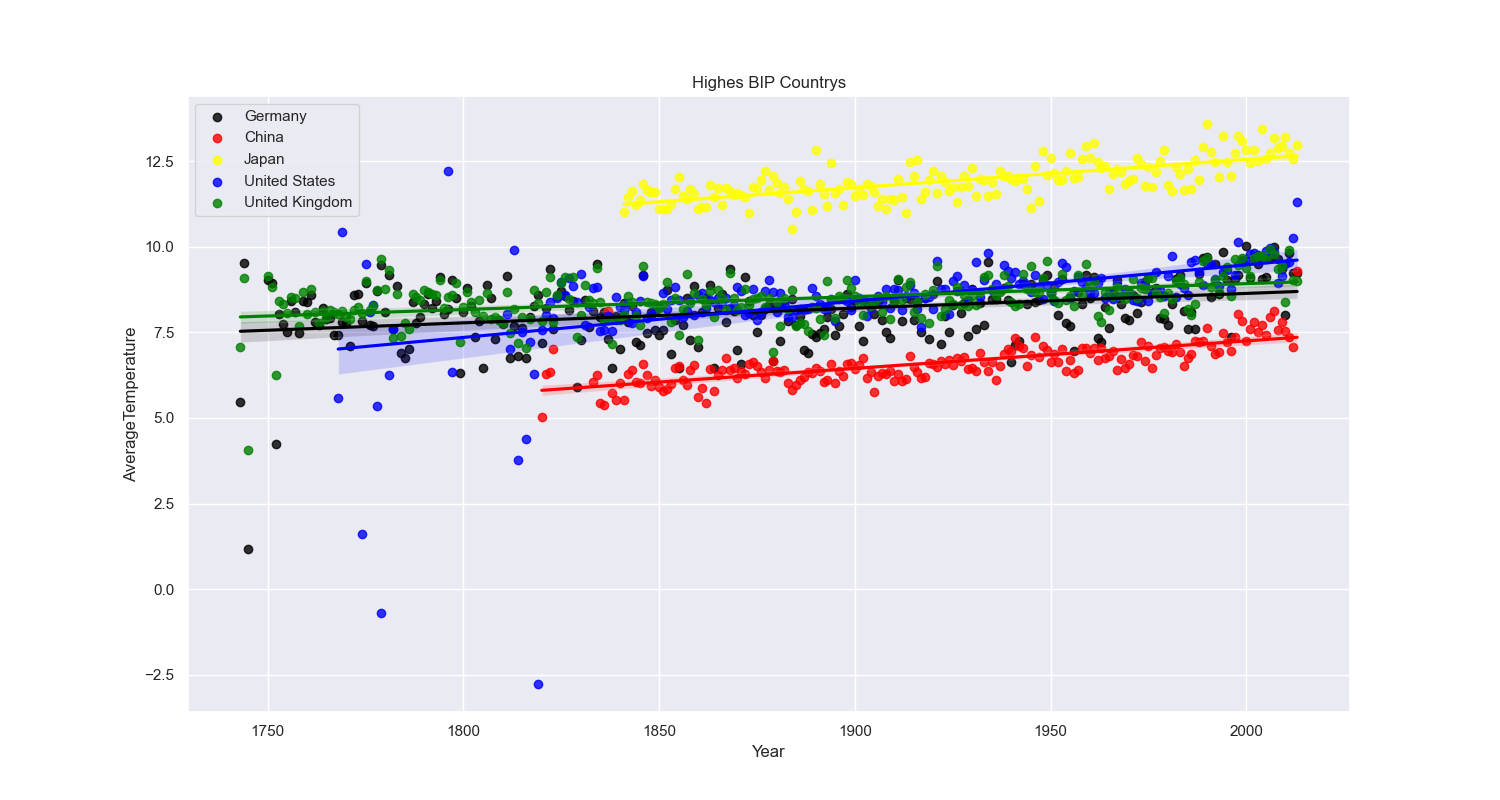 Highes BIP Countrys
Germany
China
Japan
United States
United Kingdom
12.5
10.0
7.5
5.0
2.5
0.0
−2.5
AverageTemperature
1750
1800
1850
1900
1950
2000
Year